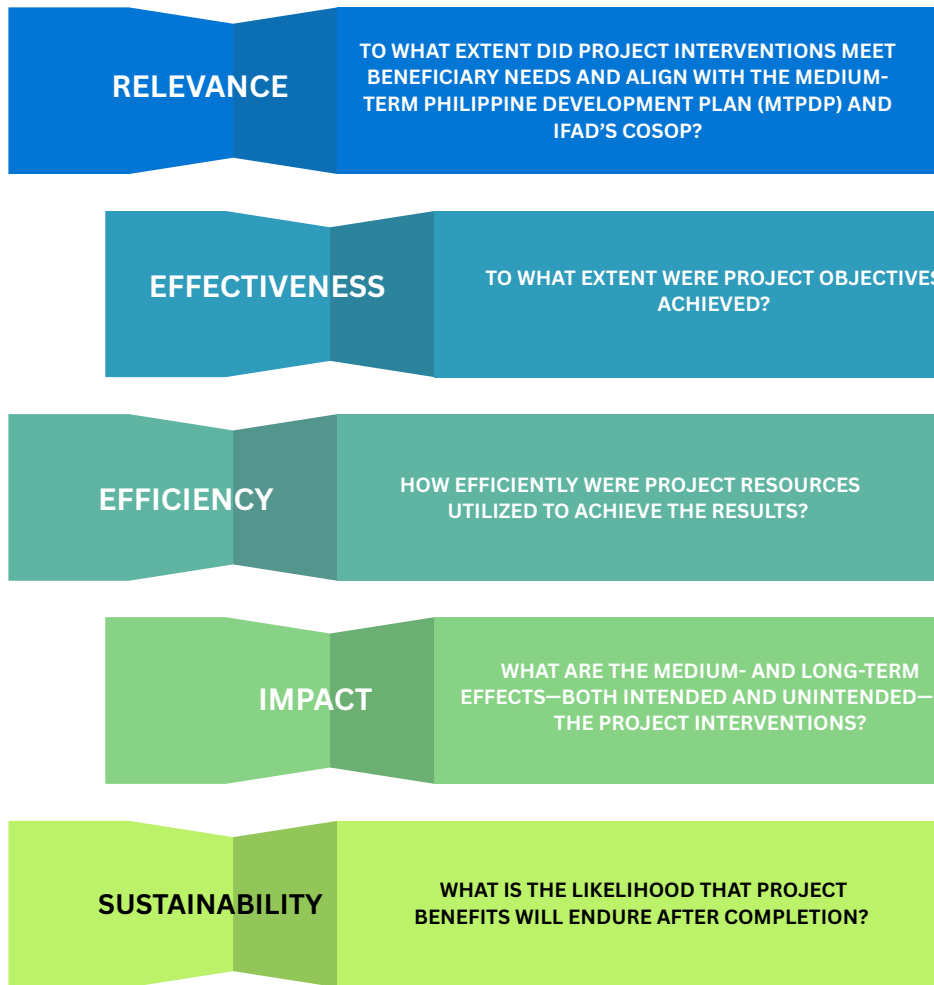 RELEVANCE
TO WHAT EXTENT DID PROJECT INTERVENTIONS MEET
BENEFICIARY NEEDS AND ALIGN WITH THE MEDIUM-
TERM PHILIPPINE DEVELOPMENT PLAN (MTPDP) AND
IFAD'S COSOP?
EFFECTIVENESS
TO WHAT EXTENT WERE PROJECT OBJECTIVES
ACHIEVED?
EFFICIENCY
HOW EFFICIENTLY WERE PROJECT RESOURCES
UTILIZED TO ACHIEVE THE RESULTS?
IMPACT
WHAT ARE THE MEDIUM- AND LONG-TERM
EFFECTS—BOTH INTENDED AND UNINTENDED—
THE PROJECT INTERVENTIONS?
SUSTAINABILITY
WHAT IS THE LIKELIHOOD THAT PROJECT
BENEFITS WILL ENDURE AFTER COMPLETION?